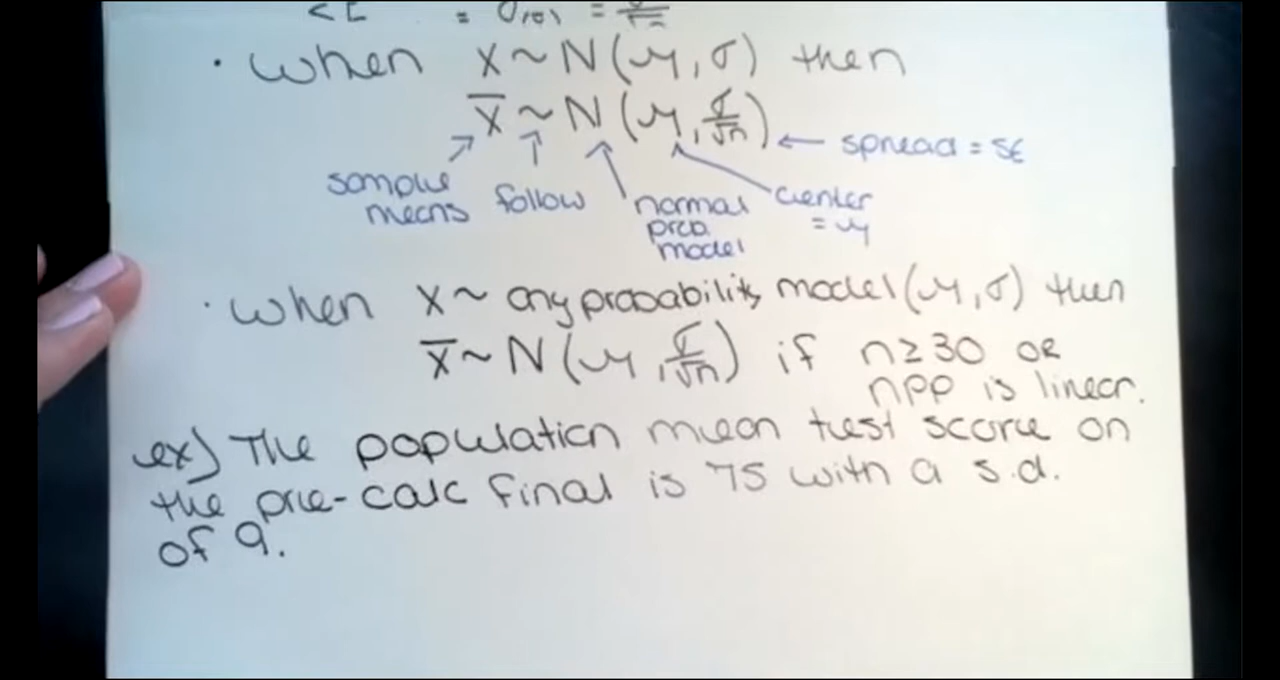 = σ(x̄) = σ/√n
• When X ~ N(μ, σ) then
X̄ ~ N(μ, σ/√n)
← spread = SE
sample means
follow
normal prob. model
center = μ
• When X ~ any probability model (μ, σ) then
X̄ ~ N(μ, σ/√n) if n ≥ 30 or
npp is linear.
ex) The population mean test score on
the pre-calc final is 75 with a s.d.
of 9.